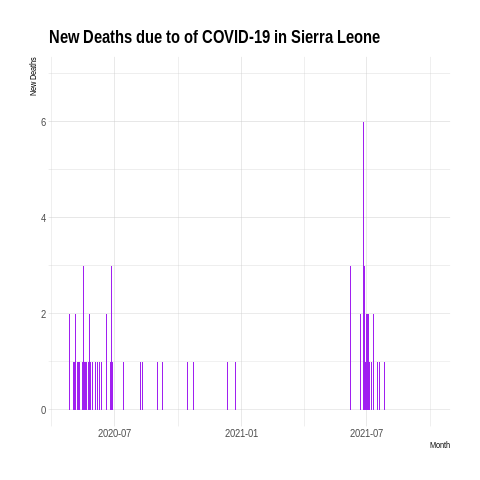 New Deaths due to of COVID-19 in Sierra Leone
New Deaths
6
4
2
0
2020-07
2021-01
2021-07
Month